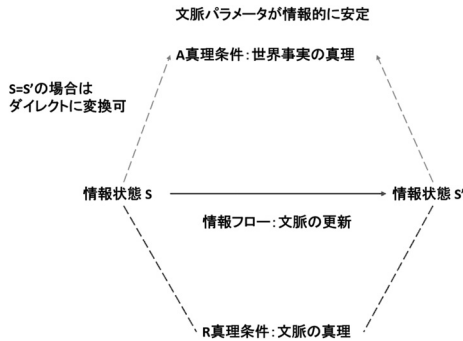 文脈パラメータが情報的に安定
A真理条件：世界事実の真理
S=S'の場合は
ダイレクトに変換可
情報状態 S
情報状態 S'
情報フロー：文脈の更新
R真理条件：文脈の真理